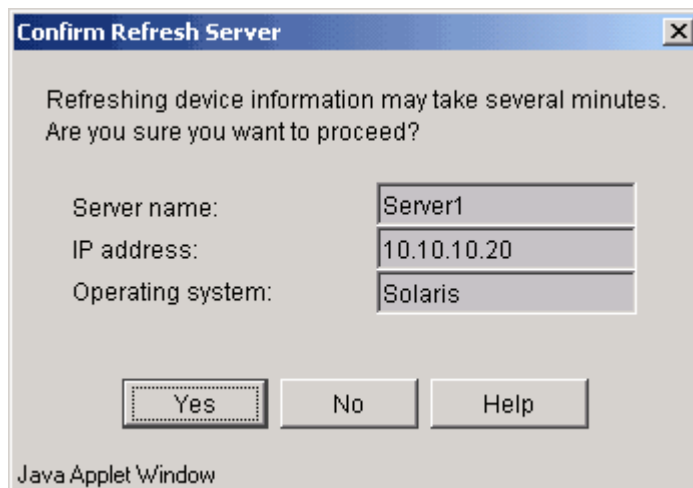 Confirm Refresh Server
Refreshing device information may take several minutes.
Are you sure you want to proceed?
Server name: Server1
IP address: 10.10.10.20
Operating system: Solaris
Yes No Help
Java Applet Window